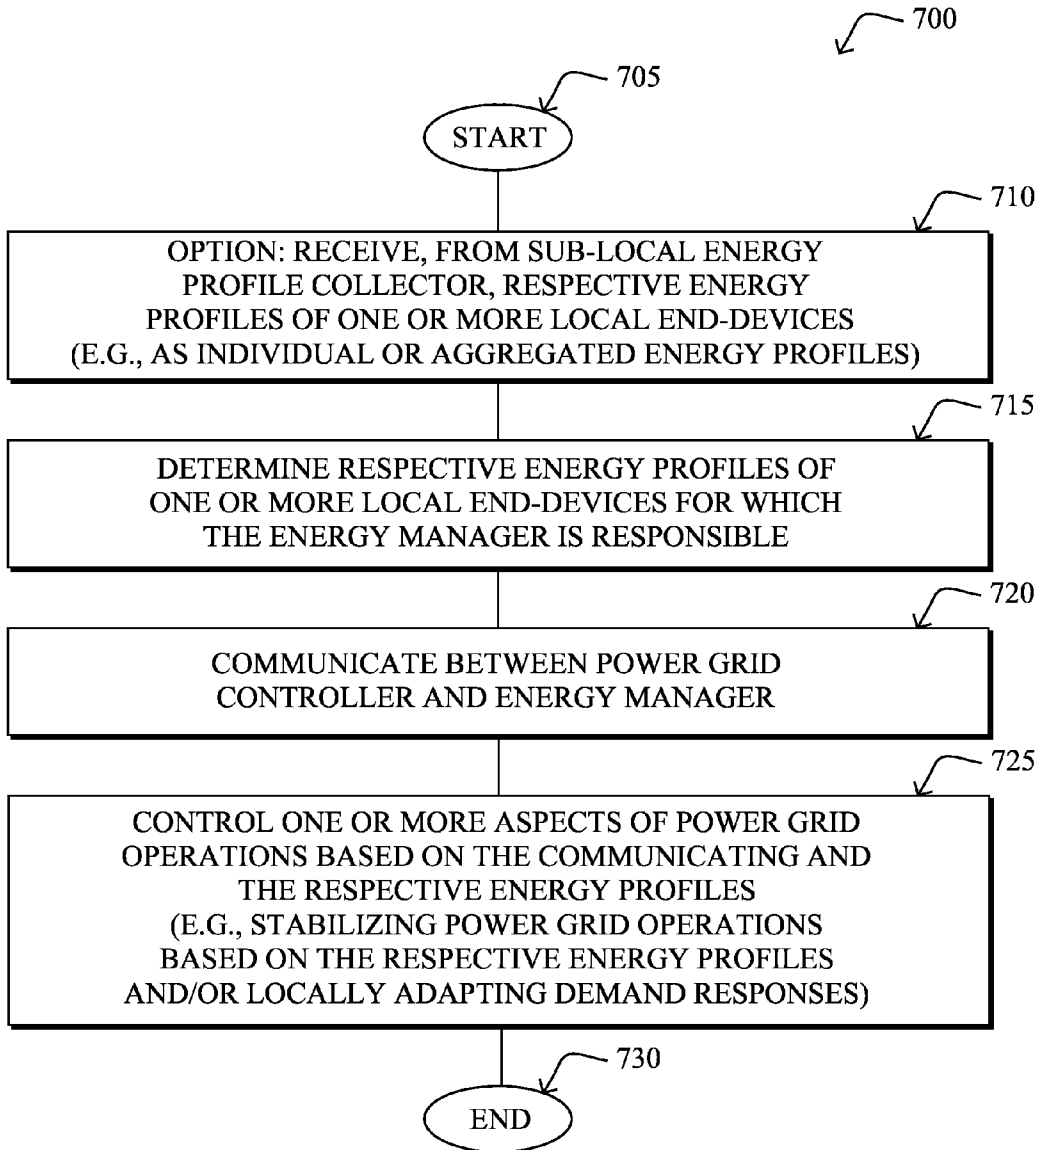 700
705
START
710
OPTION: RECEIVE, FROM SUB-LOCAL ENERGY
PROFILE COLLECTOR, RESPECTIVE ENERGY
PROFILES OF ONE OR MORE LOCAL END-DEVICES
(E.G., AS INDIVIDUAL OR AGGREGATED ENERGY PROFILES)
715
DETERMINE RESPECTIVE ENERGY PROFILES OF
ONE OR MORE LOCAL END-DEVICES FOR WHICH
THE ENERGY MANAGER IS RESPONSIBLE
720
COMMUNICATE BETWEEN POWER GRID
CONTROLLER AND ENERGY MANAGER
725
CONTROL ONE OR MORE ASPECTS OF POWER GRID
OPERATIONS BASED ON THE COMMUNICATING AND
THE RESPECTIVE ENERGY PROFILES
(E.G., STABILIZING POWER GRID OPERATIONS
BASED ON THE RESPECTIVE ENERGY PROFILES
AND/OR LOCALLY ADAPTING DEMAND RESPONSES)
730
END